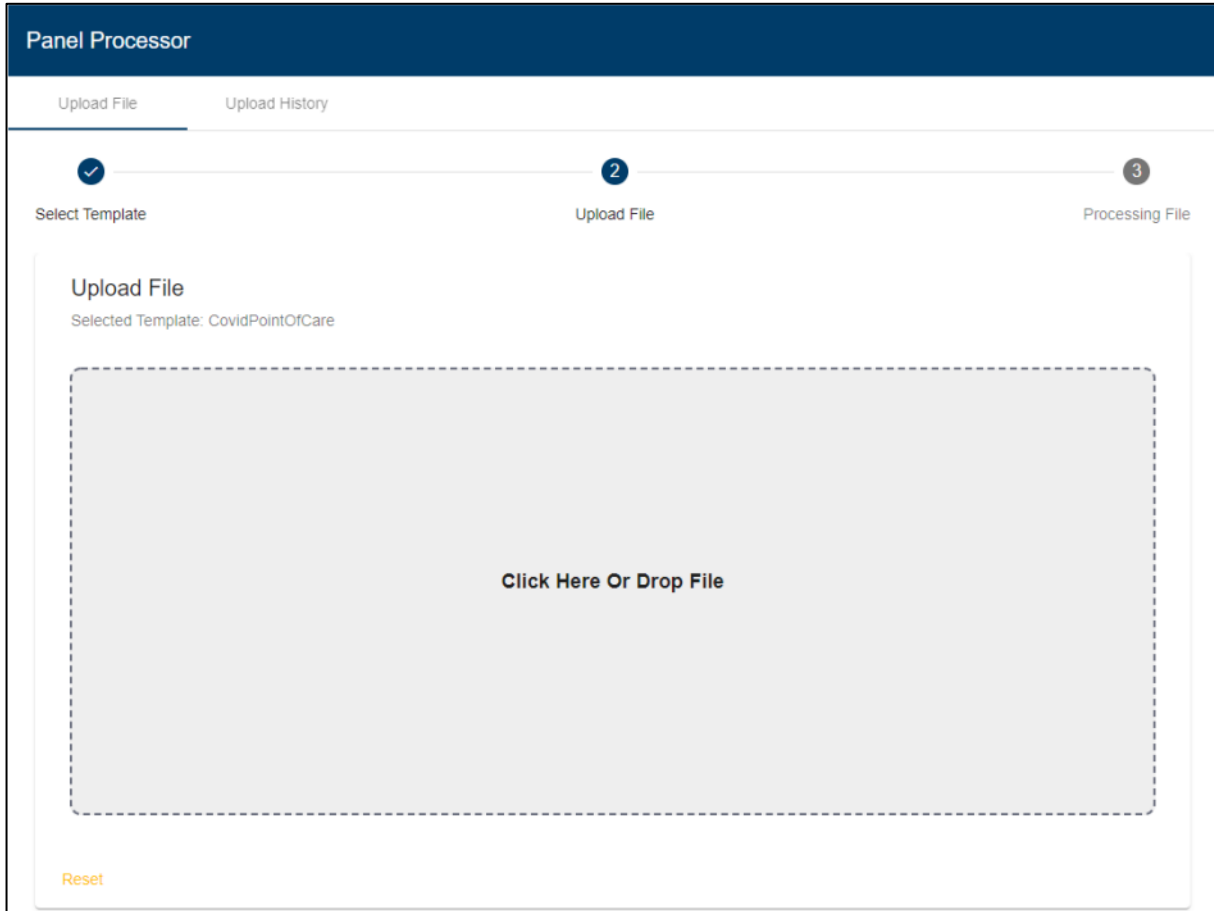 Panel Processor
Upload File
Upload History
2
3
Select Template
Upload File
Processing File
Upload File
Selected Template: CovidPointOfCare
Click Here Or Drop File
Reset